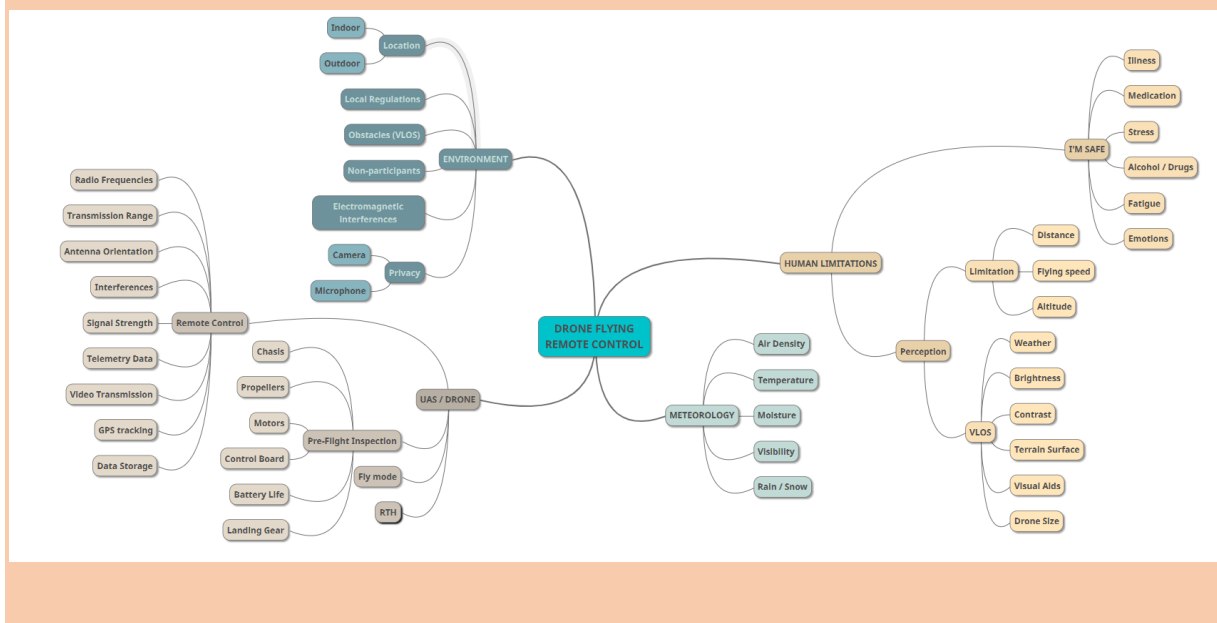 DRONE FLYING
REMOTE CONTROL
ENVIRONMENT
Location
Indoor
Outdoor
Local Regulations
Obstacles (VLOS)
Non-participants
Electromagnetic
Interferences
Privacy
Camera
Microphone
UAS / DRONE
Remote Control
Radio Frequencies
Transmission Range
Antenna Orientation
Interferences
Signal Strength
Telemetry Data
Video Transmission
GPS tracking
Data Storage
Pre-Flight Inspection
Chasis
Propellers
Motors
Control Board
Battery Life
Landing Gear
Fly mode
RTH
HUMAN LIMITATIONS
I'M SAFE
Illness
Medication
Stress
Alcohol / Drugs
Fatigue
Emotions
Perception
Limitation
Distance
Flying speed
Altitude
VLOS
Weather
Brightness
Contrast
Terrain Surface
Visual Aids
Drone Size
METEOROLOGY
Air Density
Temperature
Moisture
Visibility
Rain / Snow